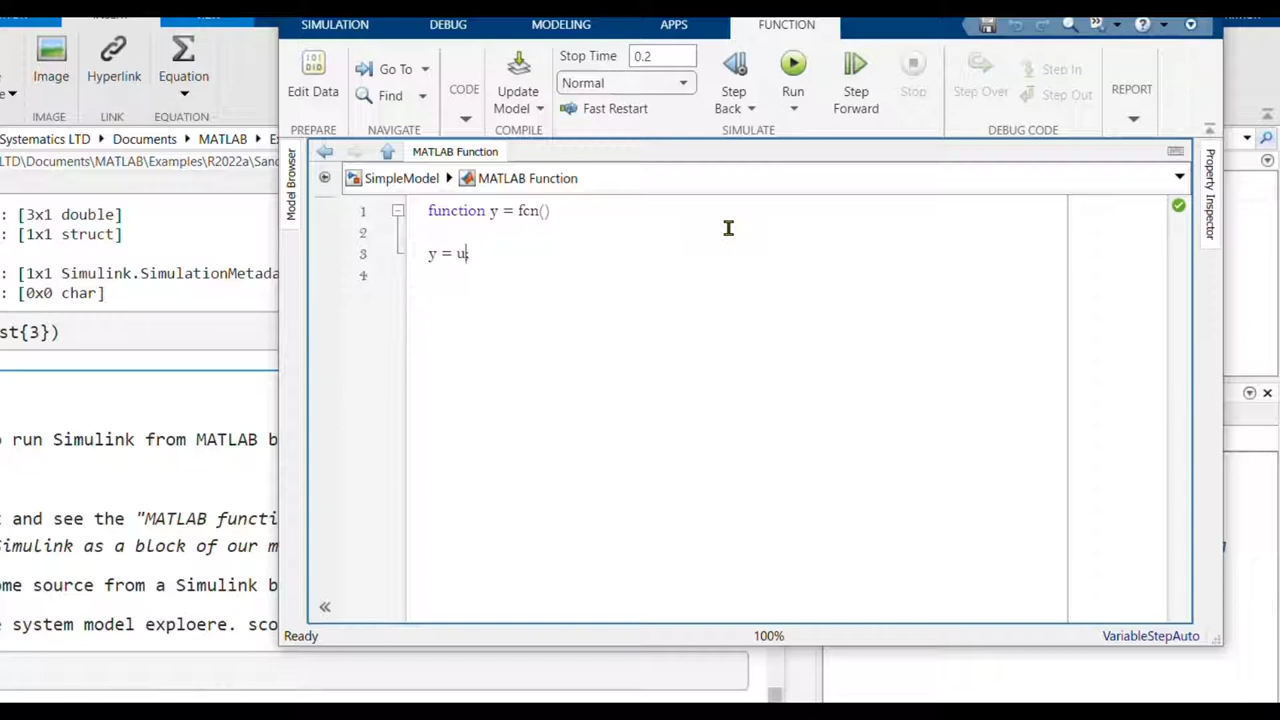 SIMULATION DEBUG MODELING APPS FUNCTION
Image Hyperlink Equation
IMAGE LINK EQUATION
Edit Data
PREPARE
Go To
Find
NAVIGATE
CODE
Update
Model
COMPILE
Stop Time 0.2
Normal
Fast Restart
Step
Back
Run
Step
Forward
Stop
SIMULATE
Step Over
Step In
Step Out
DEBUG CODE
REPORT
Systematics LTD Documents MATLAB
LTD\Documents\MATLAB\Examples\R2022a\San
MATLAB Function
SimpleModel MATLAB Function
Model Browser
Property Inspector
1 function y = fcn()
2
3 y = u;
4
: [3x1 double]
: [1x1 struct]
: [1x1 Simulink.SimulationMetada
: [0x0 char]
st{3})
o run Simulink from MATLAB b
t and see the "MATLAB functi
Simulink as a block of our m
ome source from a Simulink b
e system model exploere. sco
Ready 100% VariableStepAuto